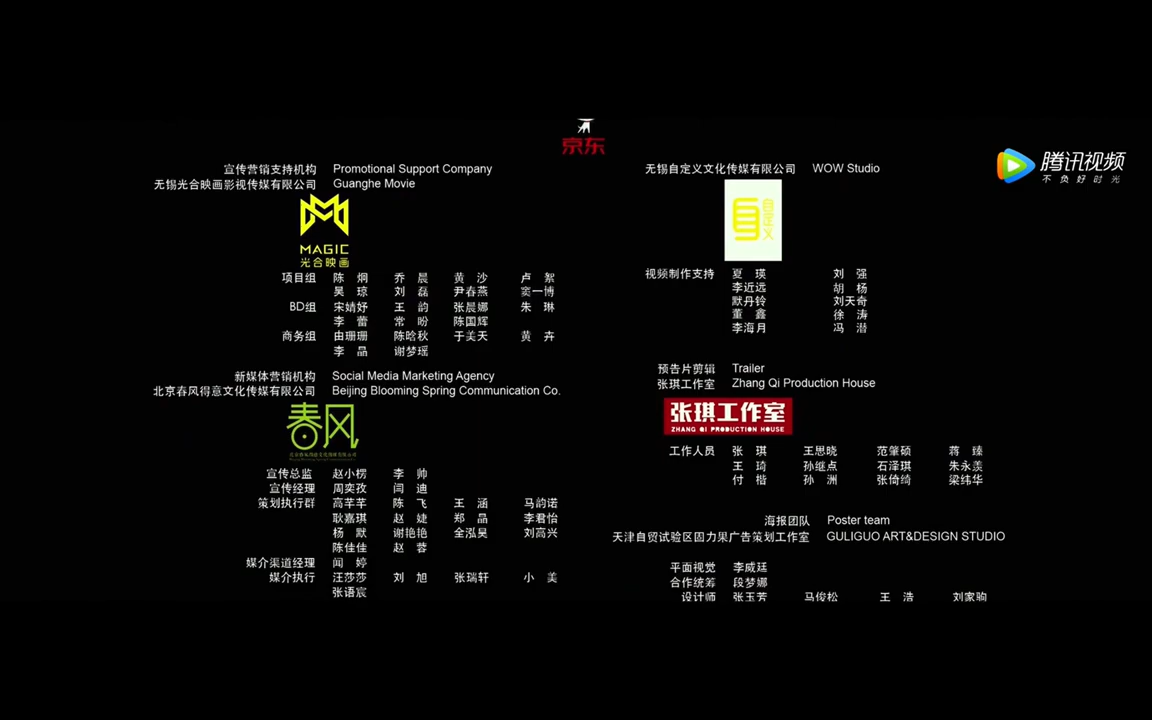 京东
腾讯视频
不负好时光
宣传营销支持机构 Promotional Support Company
无锡光合映画影视传媒有限公司 Guanghe Movie
MAGIC
光合映画
项目组 陈炯 乔晨 黄沙 卢絮
吴琼 刘磊 尹春燕 窦一博
BD组 宋婧妤 王韵 张晨娜 朱琳
李蕾 常盼 陈国辉
商务组 由珊珊 陈晗秋 于美天 黄卉
李晶 谢梦瑶
新媒体营销机构 Social Media Marketing Agency
北京春风得意文化传媒有限公司 Beijing Blooming Spring Communication Co.
春风
宣传总监 赵小楞 李帅
宣传经理 周奕孜 闫迪
策划执行群 高芊芊 陈飞 王涵 马韵诺
耿嘉琪 赵婕 郑晶 李君怡
杨默 谢艳艳 全泓昊 刘高兴
陈佳佳 赵蓉
媒介渠道经理 闻婷
媒介执行 汪莎莎 刘旭 张瑞轩 小美
张语宸
无锡自定义文化传媒有限公司 WOW Studio
自定义
视频制作支持 夏瑛 刘强
李近远 胡杨
默丹铃 刘天奇
董鑫 徐涛
李海月 冯潜
预告片剪辑 Trailer
张琪工作室 Zhang Qi Production House
张琪工作室
ZHANG QI PRODUCTION HOUSE
工作人员 张琪 王思晓 范肇硕 蒋臻
王琦 孙继点 石泽琪 朱永羡
付楷 孙洲 张倚绮 梁纬华
海报团队 Poster team
天津自贸试验区固力果广告策划工作室 GULIGUO ART&DESIGN STUDIO
平面视觉 李威廷
合作统筹 段梦娜
设计师 张玉芳 马俊松 王浩 刘家驹